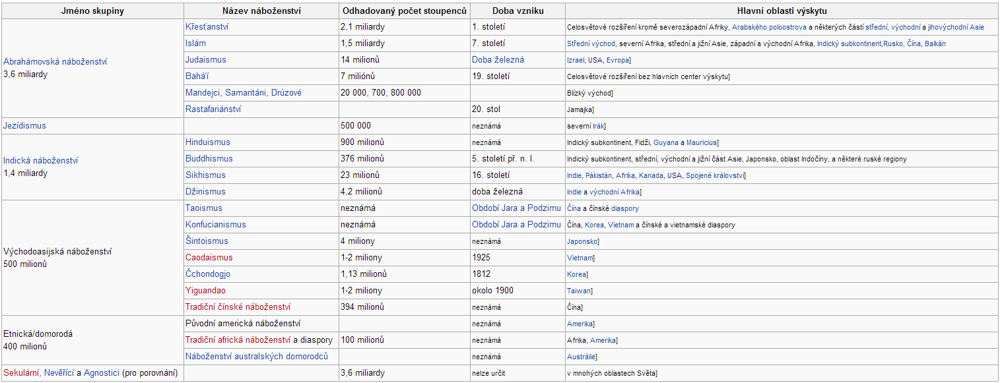 Jméno skupiny Název náboženství Odhadovaný počet stoupenců Doba vzniku Hlavní oblasti výskytu
Abrahámovská náboženství
3,6 miliardy
Křesťanství 2,1 miliardy 1. století Celosvětové rozšíření kromě severozápadní Afriky, Arabského poloostrova a některých částí střední, východní a jihovýchodní Asie
Islám 1,5 miliardy 7. století Střední východ, severní Afrika, střední a jižní Asie, západní a východní Afrika, Indický subkontinent,Rusko, Čína, Balkán
Judaismus 14 milionů Doba železná Izrael, USA, Evropa]
Bahá'í 7 miliónů 19. století Celosvětové rozšíření bez hlavních center výskytu]
Mandejci, Samaritáni, Drúzové 20 000, 700, 800 000 Blízký východ]
Rastafariánství 20. stol Jamajka]
Jezídismus 500 000 neznámá severní Irák]
Indická náboženství
1,4 miliardy
Hinduismus 900 milionů neznámá Indický subkontinent, Fidži, Guyana a Mauricius]
Buddhismus 376 milionů 5. století př. n. l. Indický subkontinent, střední, východní a jižní část Asie, Japonsko, oblast Indočíny, a některé ruské regiony
Sikhismus 23 milionů 16. století Indie, Pákistán, Afrika, Kanada, USA, Spojené království]
Džinismus 4,2 milionů doba železná Indie a východní Afrika]
Východoasijská náboženství
500 milionů
Taoismus neznámá Období Jara a Podzimu Čína a čínské diaspory
Konfucianismus neznámá Období Jara a Podzimu Čína, Korea, Vietnam a čínské a vietnamské diaspory
Šintoismus 4 miliony neznámá Japonsko]
Caodaismus 1-2 miliony 1925 Vietnam]
Čchondogjo 1,13 milionů 1812 Korea]
Yiguandao 1-2 miliony okolo 1900 Taiwan]
Tradiční čínské náboženství 394 milionů neznámá Čína]
Etnická/domorodá
400 milionů
Původní americká náboženství neznámá Amerika]
Tradiční africká náboženství a diaspory 100 milionů neznámá Afrika, Amerika]
Náboženství australských domorodců neznámá Austrálie]
Sekulární, Nevěřící a Agnostici (pro porovnání) 3,6 miliardy nelze určit v mnohých oblastech Světa]